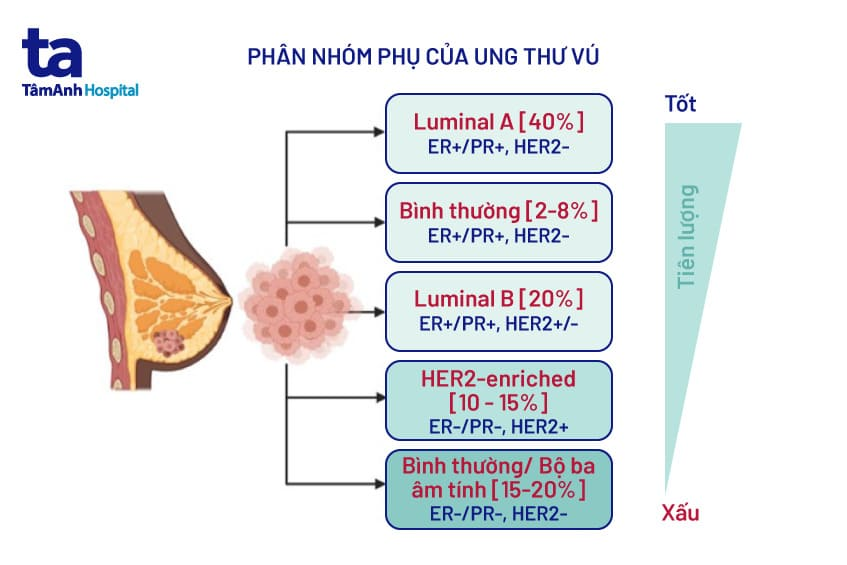 ta
TâmAnh Hospital
PHÂN NHÓM PHỤ CỦA UNG THƯ VÚ
Luminal A [40%]
ER+/PR+, HER2-
Bình thường [2-8%]
ER+/PR+, HER2-
Luminal B [20%]
ER+/PR+, HER2+/-
HER2-enriched
[10 - 15%]
ER-/PR-, HER2+
Bình thường/ Bộ ba
âm tính [15-20%]
ER-/PR-, HER2-
Tốt
Tiên lượng
Xấu